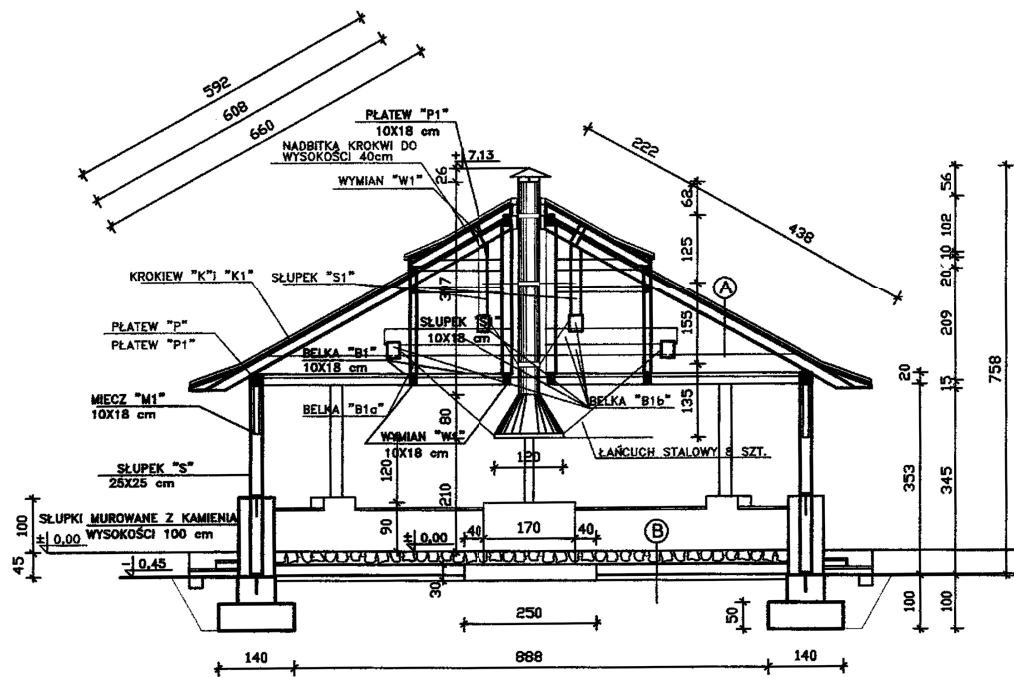 592
608
660
PŁATEW "P1"
10X18 cm
NADBITKA KROKWI DO
WYSOKOŚCI 40cm
WYMIAN "W1"
+ 7,13
26
222
438
62
125
155
135
56
102
10
20
209
15
345
100
758
20
353
100
KROKIEW "K"i "K1"
SŁUPEK "S1"
A
PŁATEW "P"
PŁATEW "P1"
SŁUPEK
10X18 cm
BELKA "B1"
10X18 cm
MIECZ "M1"
10X18 cm
BELKA "B1a"
BELKA "B1b"
80
WYMIAN
10X18 cm
ŁAŃCUCH STALOWY 8 SZT.
120
SŁUPEK "S"
25X25 cm
120
210
100
SŁUPKI MUROWANE Z KAMIENIA
WYSOKOŚCI 100 cm
± 0,00
90
± 0,00
40
170
40
B
45
- 0,45
30
250
50
140
888
140